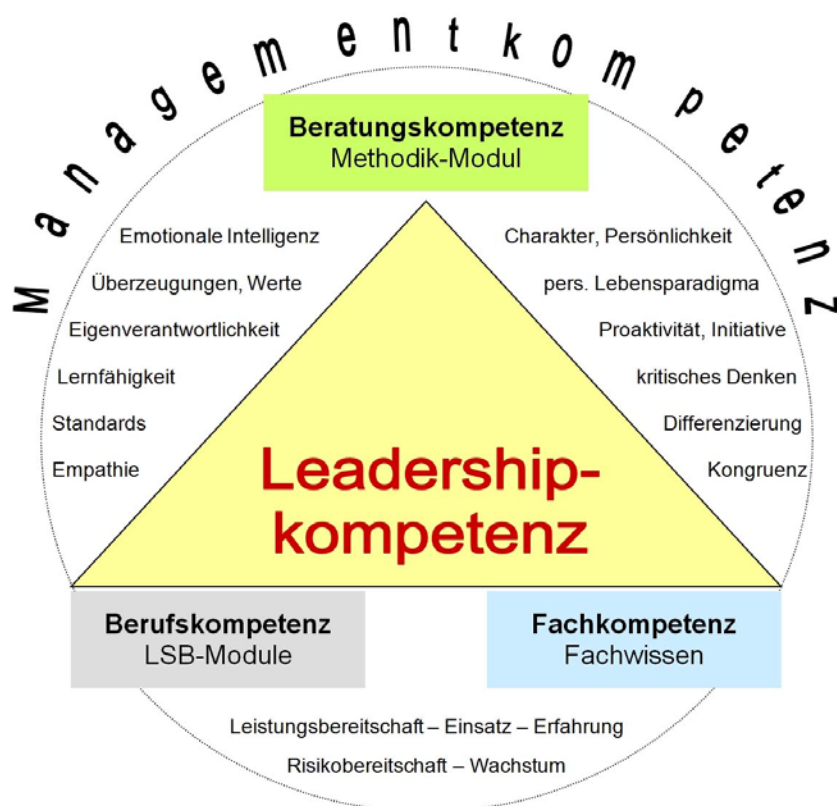 Managementkompetenz
Beratungskompetenz
Methodik-Modul
Emotionale Intelligenz
Überzeugungen, Werte
Eigenverantwortlichkeit
Lernfähigkeit
Standards
Empathie
Charakter, Persönlichkeit
pers. Lebensparadigma
Proaktivität, Initiative
kritisches Denken
Differenzierung
Kongruenz
Leadership-
kompetenz
Berufskompetenz
LSB-Module
Fachkompetenz
Fachwissen
Leistungsbereitschaft – Einsatz – Erfahrung
Risikobereitschaft – Wachstum